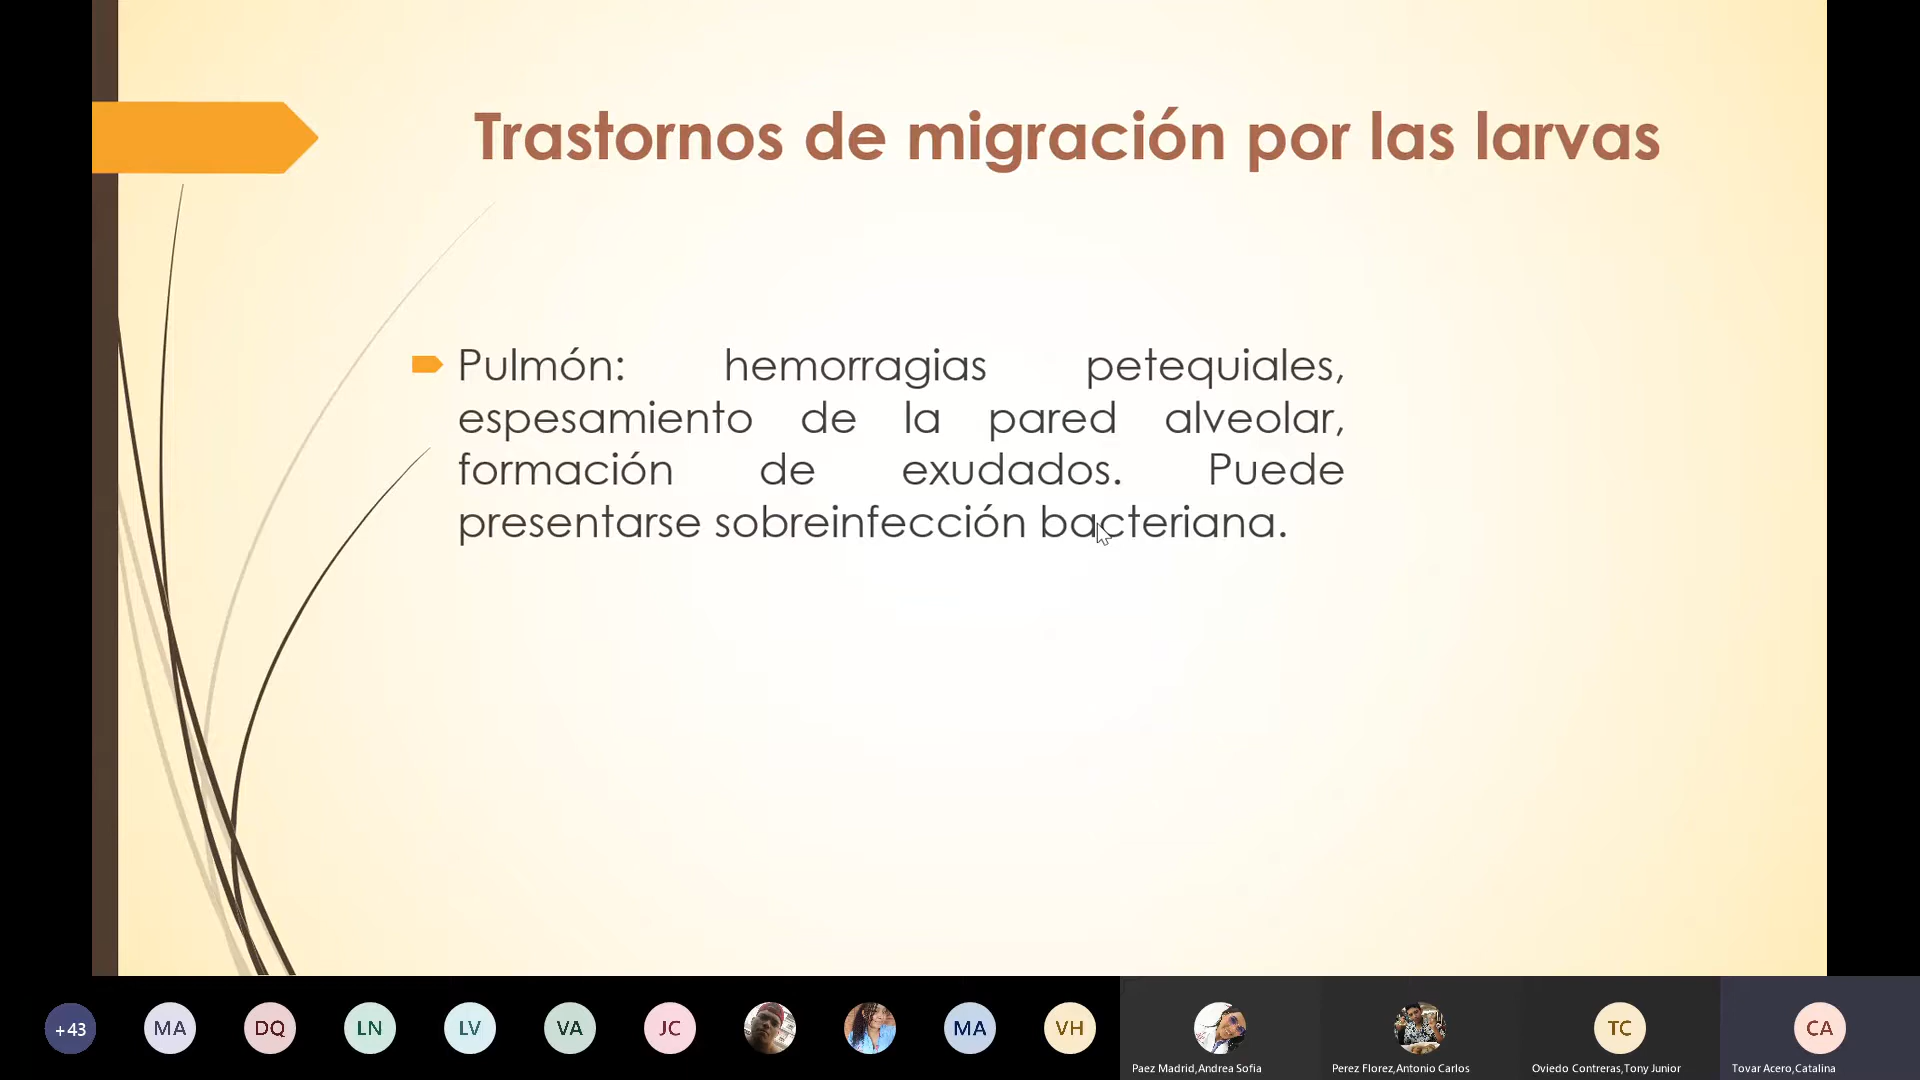 Trastornos de migración por las larvas
Pulmón: hemorragias petequiales,
espesamiento de la pared alveolar,
formación de exudados. Puede
presentarse sobreinfección bacteriana.
+43
MA
DQ
LN
LV
VA
JC
MA
VH
TC
CA
Paez Madrid,Andrea Sofia
Perez Florez,Antonio Carlos
Oviedo Contreras,Tony Junior
Tovar Acero,Catalina